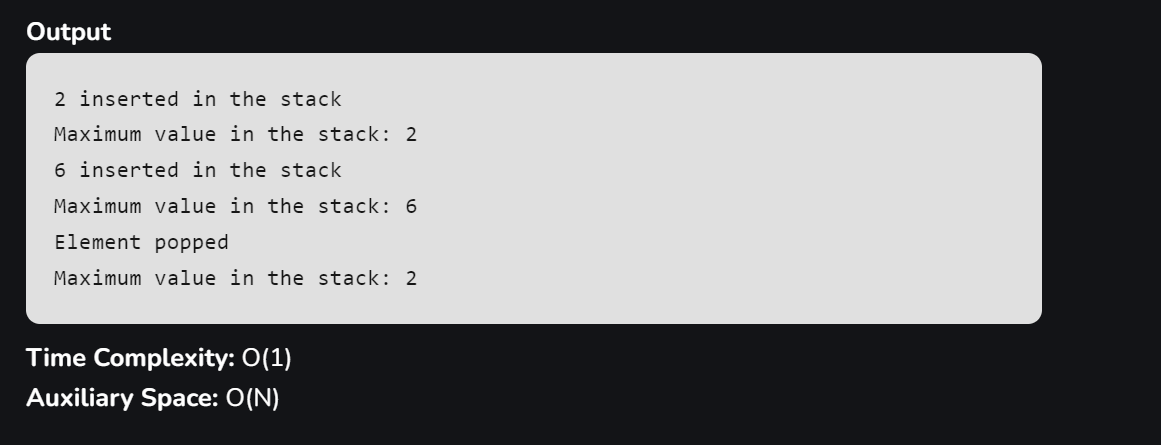 Output
2 inserted in the stack
Maximum value in the stack: 2
6 inserted in the stack
Maximum value in the stack: 6
Element popped
Maximum value in the stack: 2
Time Complexity: O(1)
Auxiliary Space: O(N)